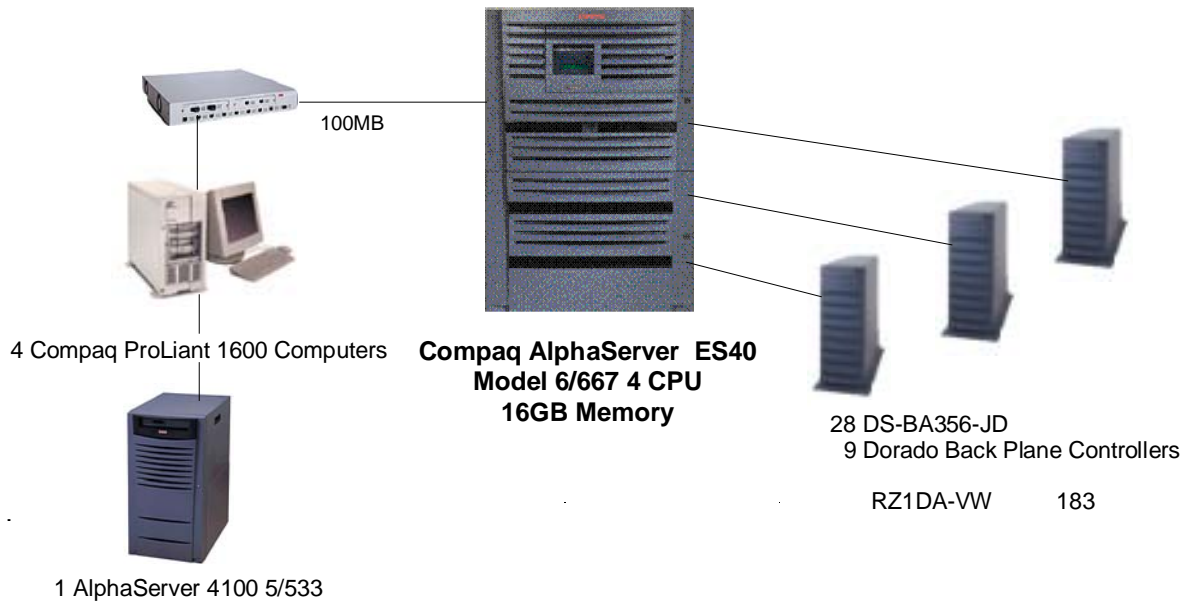 100MB
4 Compaq ProLiant 1600 Computers
Compaq AlphaServer ES40
Model 6/667 4 CPU
16GB Memory
28 DS-BA356-JD
9 Dorado Back Plane Controllers
RZ1DA-VW 183
1 AlphaServer 4100 5/533